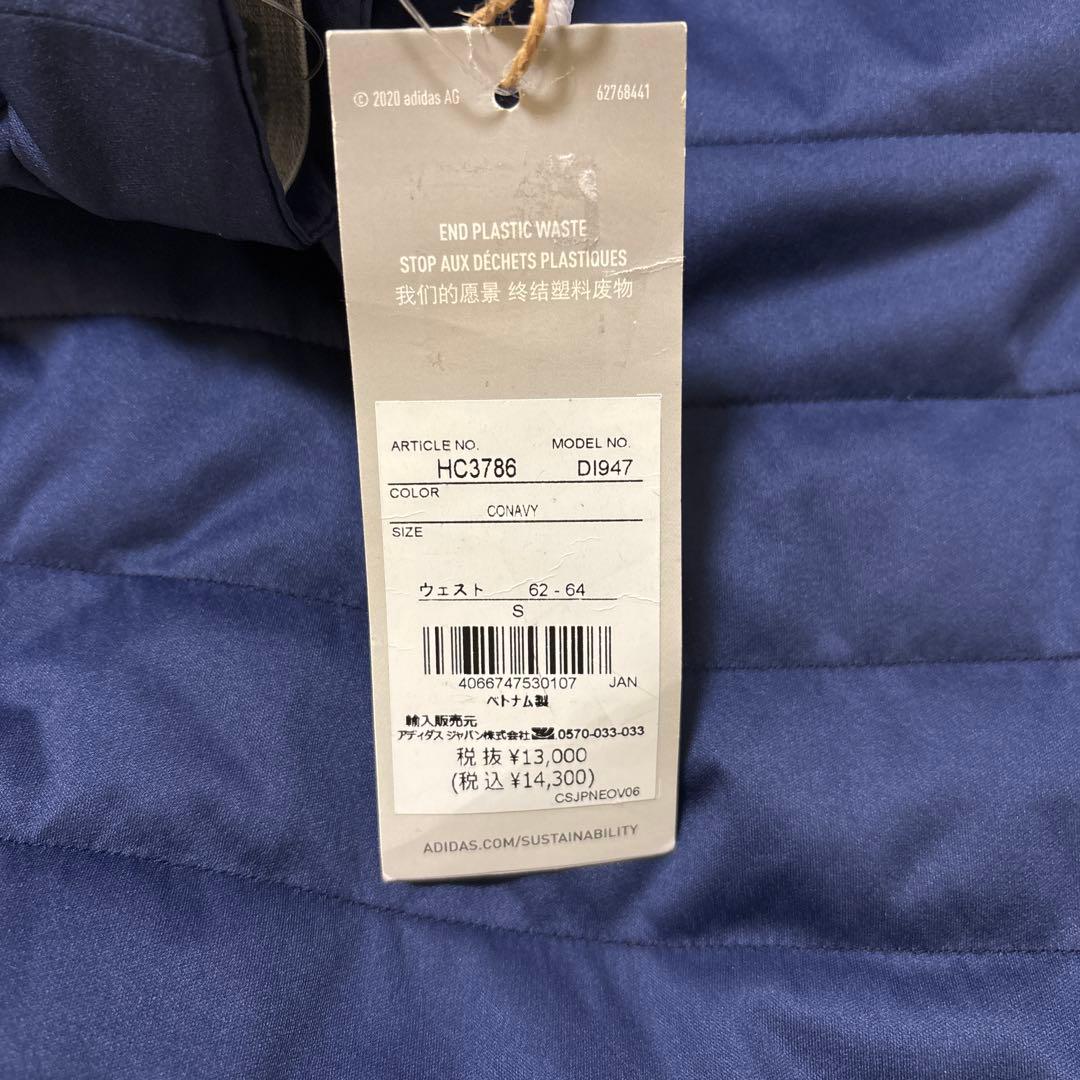 © 2020 adidas AG 62768441
END PLASTIC WASTE
STOP AUX DÉCHETS PLASTIQUES
我们的愿景 终结塑料废物
ARTICLE NO. MODEL NO.
HC3786 DI947
COLOR
CONAVY
SIZE
ウェスト 62 - 64
S
4066747530107 JAN
ベトナム製
輸入販売元
アディダス ジャパン株式会社 0570-033-033
税抜 ¥13,000
(税込 ¥14,300)
CSJPNEOV06
ADIDAS.COM/SUSTAINABILITY